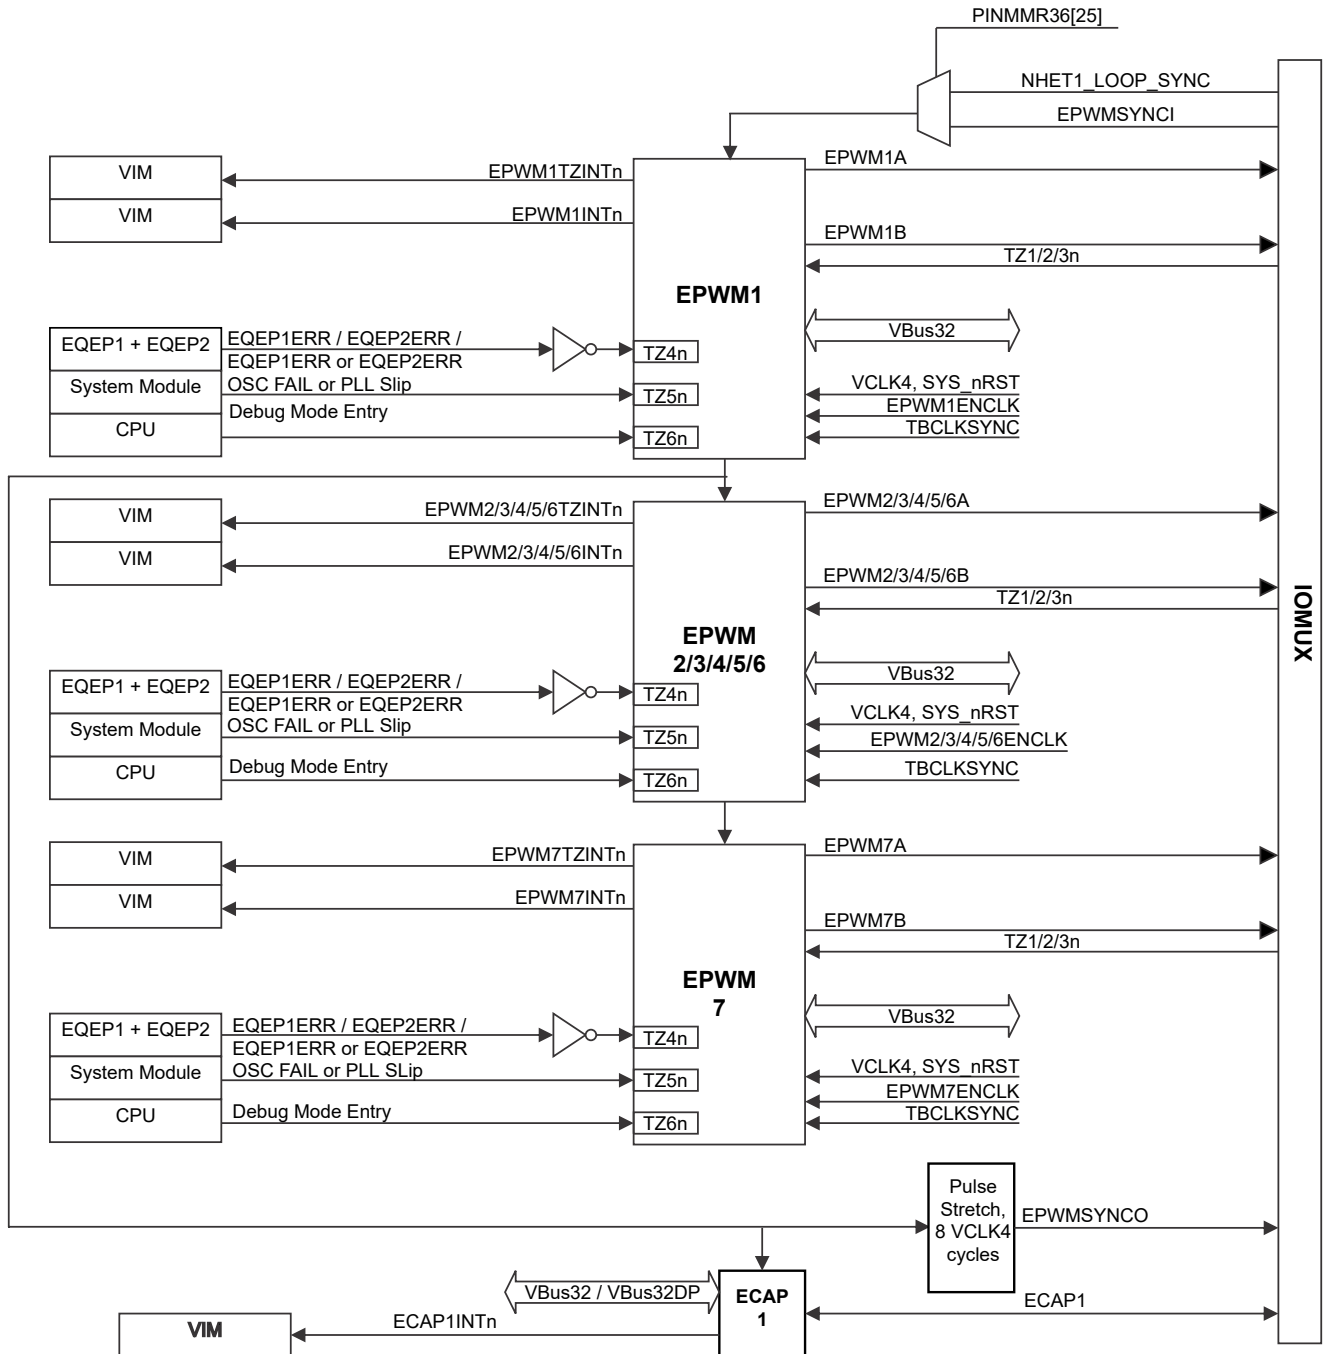 PINMMR36[25]
NHET1_LOOP_SYNC
EPWMSYNCI
VIM
EPWM1TZINTn
EPWM1A
VIM
EPWM1INTn
EPWM1B
TZ1/2/3n
EPWM1
VBus32
EQEP1 + EQEP2
EQEP1ERR / EQEP2ERR /
EQEP1ERR or EQEP2ERR
TZ4n
System Module
OSC FAIL or PLL Slip
TZ5n
VCLK4, SYS_nRST
EPWM1ENCLK
CPU
Debug Mode Entry
TZ6n
TBCLKSYNC
VIM
EPWM2/3/4/5/6TZINTn
EPWM2/3/4/5/6A
VIM
EPWM2/3/4/5/6INTn
EPWM2/3/4/5/6B
TZ1/2/3n
IOMUX
EPWM
2/3/4/5/6
VBus32
EQEP1 + EQEP2
EQEP1ERR / EQEP2ERR /
EQEP1ERR or EQEP2ERR
TZ4n
System Module
OSC FAIL or PLL Slip
TZ5n
VCLK4, SYS_nRST
EPWM2/3/4/5/6ENCLK
CPU
Debug Mode Entry
TZ6n
TBCLKSYNC
VIM
EPWM7TZINTn
EPWM7A
VIM
EPWM7INTn
EPWM7B
TZ1/2/3n
EPWM
7
VBus32
EQEP1 + EQEP2
EQEP1ERR / EQEP2ERR /
EQEP1ERR or EQEP2ERR
TZ4n
System Module
OSC FAIL or PLL SLip
TZ5n
VCLK4, SYS_nRST
EPWM7ENCLK
CPU
Debug Mode Entry
TZ6n
TBCLKSYNC
Pulse
Stretch,
8 VCLK4
cycles
EPWMSYNCO
VBus32 / VBus32DP
ECAP
1
ECAP1
VIM
ECAP1INTn